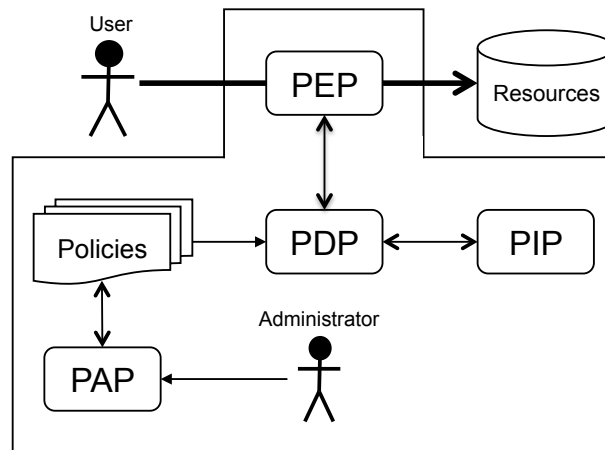 User
PEP
Resources
Policies
PDP
PIP
Administrator
PAP